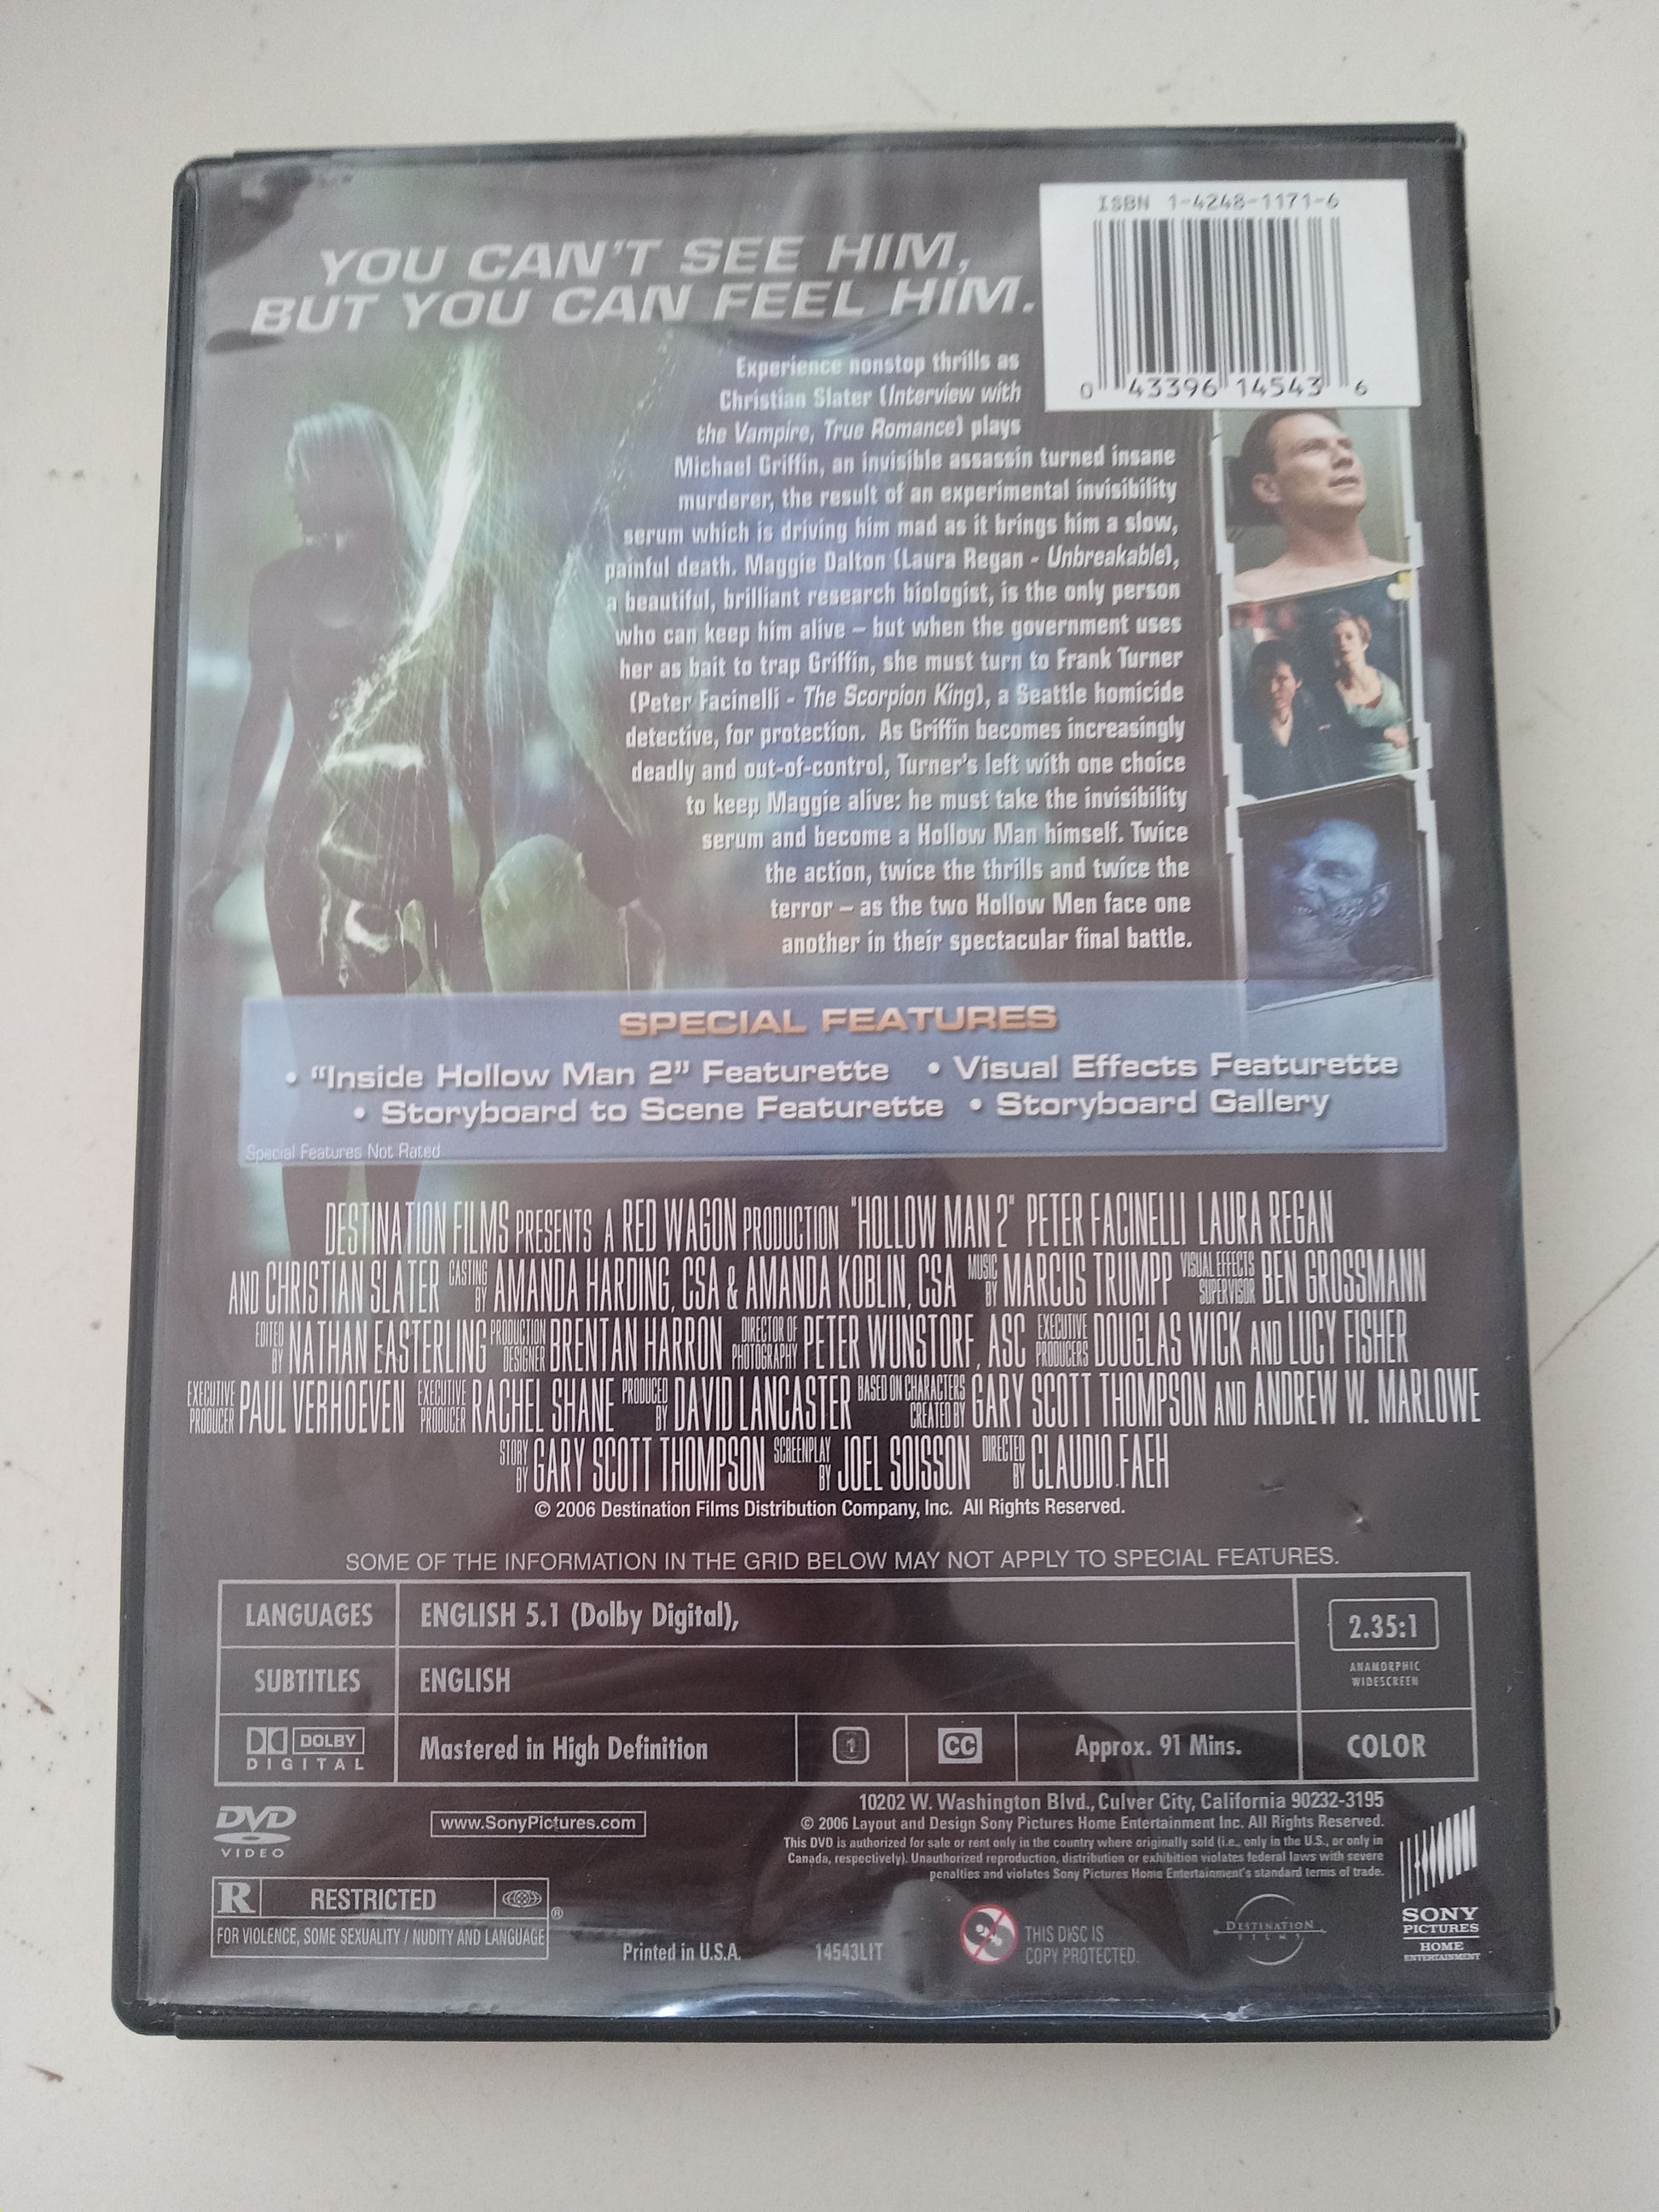 ISBN 1-4248-1171-6
0 43396 14543 6
YOU CAN'T SEE HIM,
BUT YOU CAN FEEL HIM.
Experience nonstop thrills as
Christian Slater (Interview with
the Vampire, True Romance) plays
Michael Griffin, an invisible assassin turned insane
murderer, the result of an experimental invisibility
serum which is driving him mad as it brings him a slow,
painful death. Maggie Dalton (Laura Regan - Unbreakable),
a beautiful, brilliant research biologist, is the only person
who can keep him alive – but when the government uses
her as bait to trap Griffin, she must turn to Frank Turner
(Peter Facinelli - The Scorpion King), a Seattle homicide
detective, for protection. As Griffin becomes increasingly
deadly and out-of-control, Turner's left with one choice
to keep Maggie alive: he must take the invisibility
serum and become a Hollow Man himself. Twice
the action, twice the thrills and twice the
terror – as the two Hollow Men face one
another in their spectacular final battle.
SPECIAL FEATURES
• "Inside Hollow Man 2" Featurette • Visual Effects Featurette
• Storyboard to Scene Featurette • Storyboard Gallery
Special Features Not Rated
DESTINATION FILMS PRESENTS A RED WAGON PRODUCTION "HOLLOW MAN 2" PETER FACINELLI LAURA REGAN
AND CHRISTIAN SLATER CASTING BY AMANDA HARDING, CSA & AMANDA KOBLIN, CSA MUSIC BY MARCUS TRUMPP VISUAL EFFECTS SUPERVISOR BEN GROSSMANN
EDITED BY NATHAN EASTERLING PRODUCTION DESIGNER BRENTAN HARRON DIRECTOR OF PHOTOGRAPHY PETER WUNSTORF, ASC EXECUTIVE PRODUCERS DOUGLAS WICK AND LUCY FISHER
EXECUTIVE PRODUCER PAUL VERHOEVEN EXECUTIVE PRODUCER RACHEL SHANE PRODUCED BY DAVID LANCASTER BASED ON CHARACTERS CREATED BY GARY SCOTT THOMPSON AND ANDREW W. MARLOWE
STORY BY GARY SCOTT THOMPSON SCREENPLAY BY JOEL SOISSON DIRECTED BY CLAUDIO FAEH
© 2006 Destination Films Distribution Company, Inc. All Rights Reserved.
SOME OF THE INFORMATION IN THE GRID BELOW MAY NOT APPLY TO SPECIAL FEATURES.
LANGUAGES ENGLISH 5.1 (Dolby Digital),
2.35:1
ANAMORPHIC
WIDESCREEN
SUBTITLES ENGLISH
DOLBY
DIGITAL
Mastered in High Definition 1 CC Approx. 91 Mins. COLOR
DVD
VIDEO
www.SonyPictures.com
10202 W. Washington Blvd., Culver City, California 90232-3195
© 2006 Layout and Design Sony Pictures Home Entertainment Inc. All Rights Reserved.
This DVD is authorized for sale or rent only in the country where originally sold (i.e., only in the U.S., or only in
Canada, respectively). Unauthorized reproduction, distribution or exhibition violates federal laws with severe
penalties and violates Sony Pictures Home Entertainment's standard terms of trade.
R RESTRICTED ®
FOR VIOLENCE, SOME SEXUALITY / NUDITY AND LANGUAGE
Printed in U.S.A. 14543LIT
THIS DISC IS
COPY PROTECTED.
DESTINATION
FILMS
SONY
PICTURES
HOME
ENTERTAINMENT